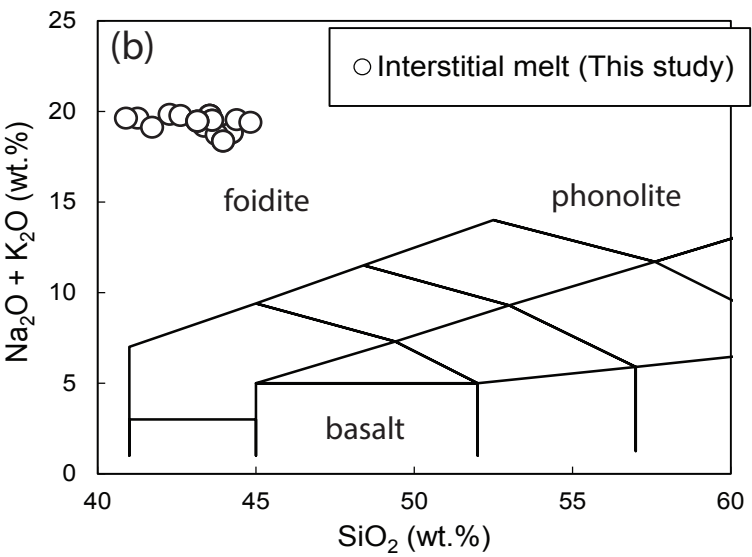 (b)
○ Interstitial melt (This study)
foidite
phonolite
basalt
Na₂O + K₂O (wt.%)
25
20
15
10
5
0
40 45 50 55 60
SiO₂ (wt.%)